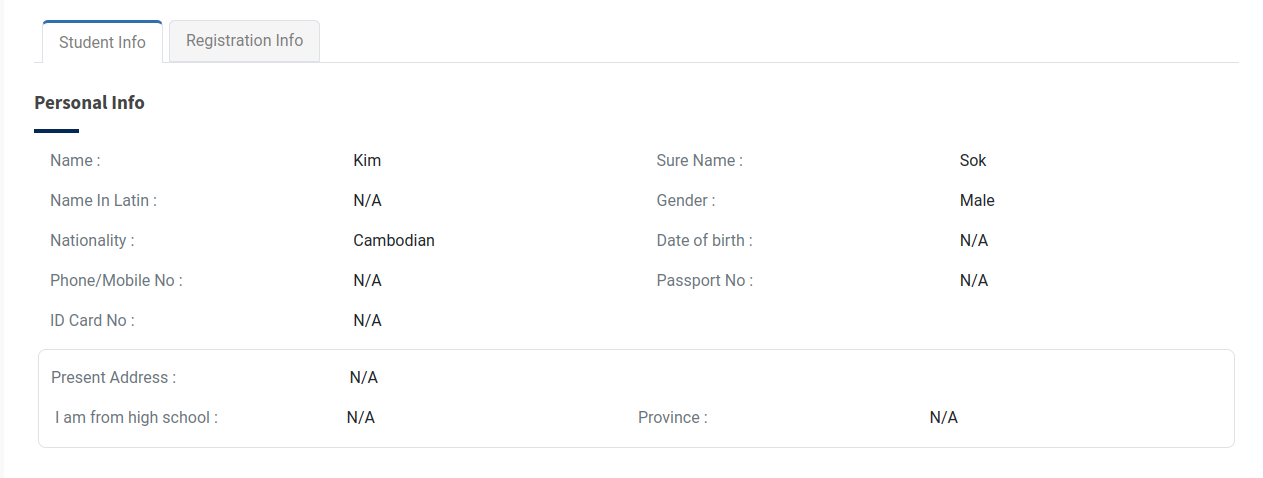 Student Info Registration Info
Personal Info
Name : Kim Sure Name : Sok
Name In Latin : N/A Gender : Male
Nationality : Cambodian Date of birth : N/A
Phone/Mobile No : N/A Passport No : N/A
ID Card No : N/A
Present Address : N/A
I am from high school : N/A Province : N/A